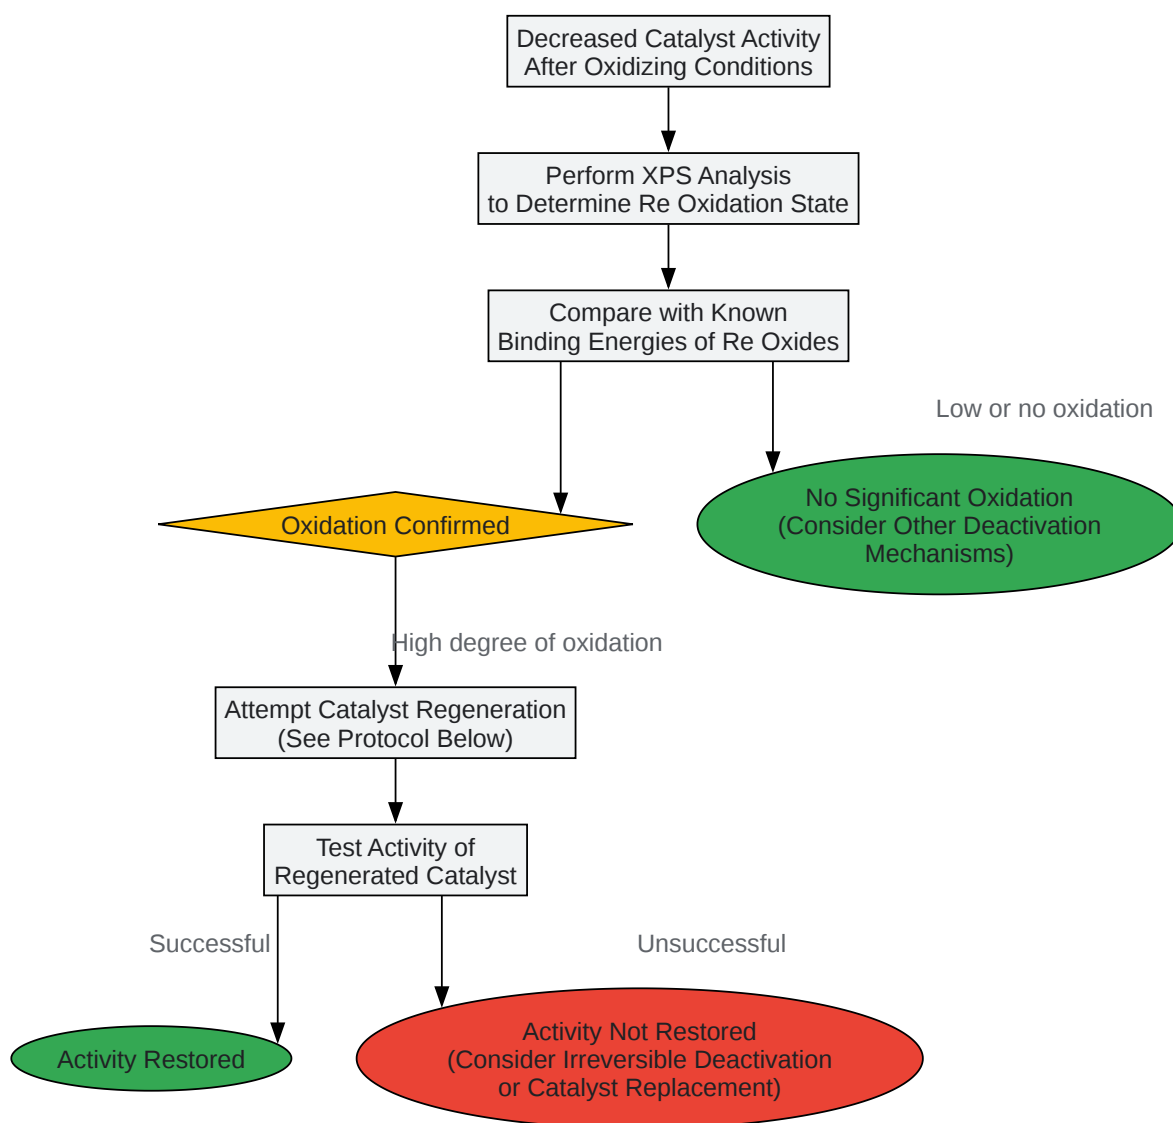 Decreased Catalyst Activity
After Oxidizing Conditions
Perform XPS Analysis
to Determine Re Oxidation State
Compare with Known
Binding Energies of Re Oxides
Low or no oxidation
No Significant Oxidation
(Consider Other Deactivation
Mechanisms)
Oxidation Confirmed
High degree of oxidation
Attempt Catalyst Regeneration
(See Protocol Below)
Test Activity of
Regenerated Catalyst
Successful
Unsuccessful
Activity Restored
Activity Not Restored
(Consider Irreversible Deactivation
or Catalyst Replacement)